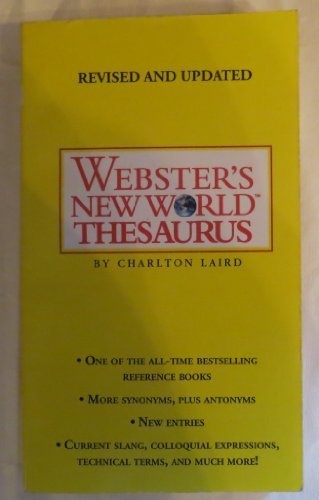 REVISED AND UPDATED
WEBSTER'S
NEW WORLD™
THESAURUS
BY CHARLTON LAIRD
• ONE OF THE ALL-TIME BESTSELLING
REFERENCE BOOKS
• MORE SYNONYMS, PLUS ANTONYMS
• NEW ENTRIES
• CURRENT SLANG, COLLOQUIAL EXPRESSIONS,
TECHNICAL TERMS, AND MUCH MORE!